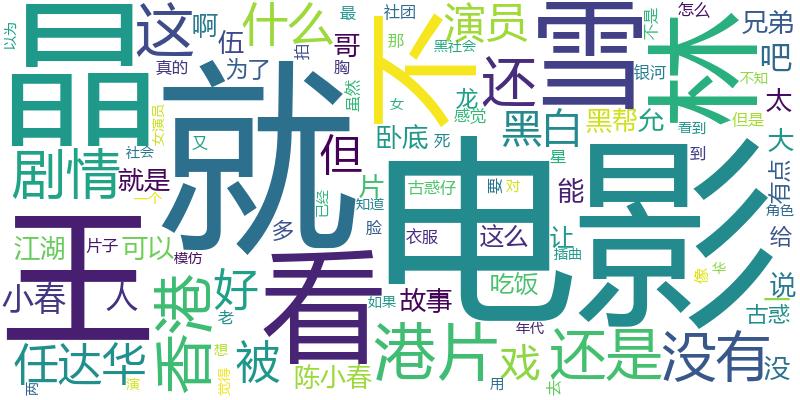 以为
晶
这
啊
什么
最
社团
那
黑社会
不
演员
不是
怎么
兄弟
雪
林
伍
哥
为了
拍
胸
真的
还
吧
银河
不知
太
虽然
女
龙
感觉
女演员
就
黑白
黑帮
允
看到
但是
大
卧底
死
又
但
剧情
就是
社会
一个
片
古惑仔
要
对
星
能
到
有点
电影
已经
知道
多
脸
衣服
这么
让
插曲
角色
给
王
江湖
片子
可以
模仿
看
吃饭
像
华
说
小春
人
香港
好
老
如果
故事
一
古惑
年代
任达华
被
想
觉得
陈小春
港片
戏
还是
没有
没
两
演
用
去